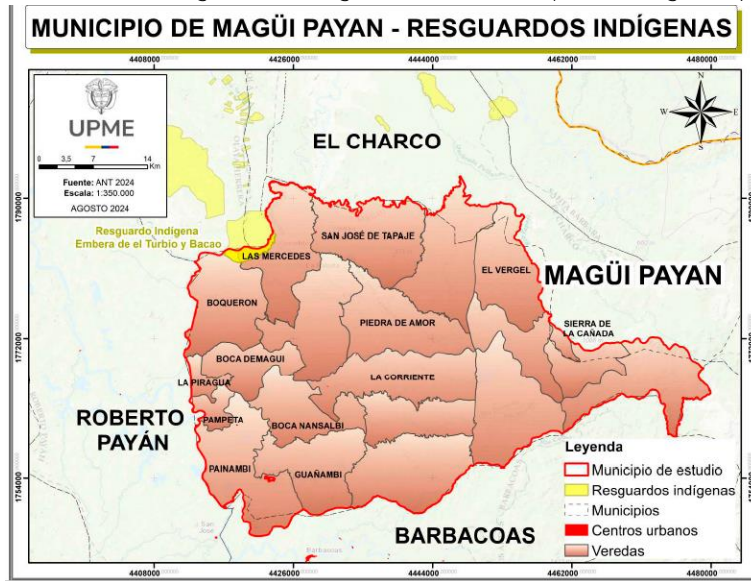 MUNICIPIO DE MAGÜI PAYAN - RESGUARDOS INDÍGENAS
4408000 4426000 4444000 4462000 4480000
UPME
0 3,5 7 14
Km
Fuente: ANT 2024
Escala: 1:350.000
AGOSTO 2024
N
W E
S
EL CHARCO
1790000
Resguardo Indígena
Embera de el Turbio y Bacao
SAN JOSÉ DE TAPAJE
LAS MERCEDES
EL VERGEL
MAGÜI PAYAN
BOQUERON
PIEDRA DE AMOR
SIERRA DE
LA CAÑADA
1772000
BOCA DEMAGUI
LA PIRAGUA
LA CORRIENTE
ROBERTO
PAYÁN
PAMPETA
BOCA NANSALBI
PAINAMBI
GUAÑAMBI
1754000
BARBACOAS
Barbacoas
Leyenda
Municipio de estudio
Resguardos indígenas
Municipios
Centros urbanos
Veredas
4408000 4426000 4444000 4462000 4480000